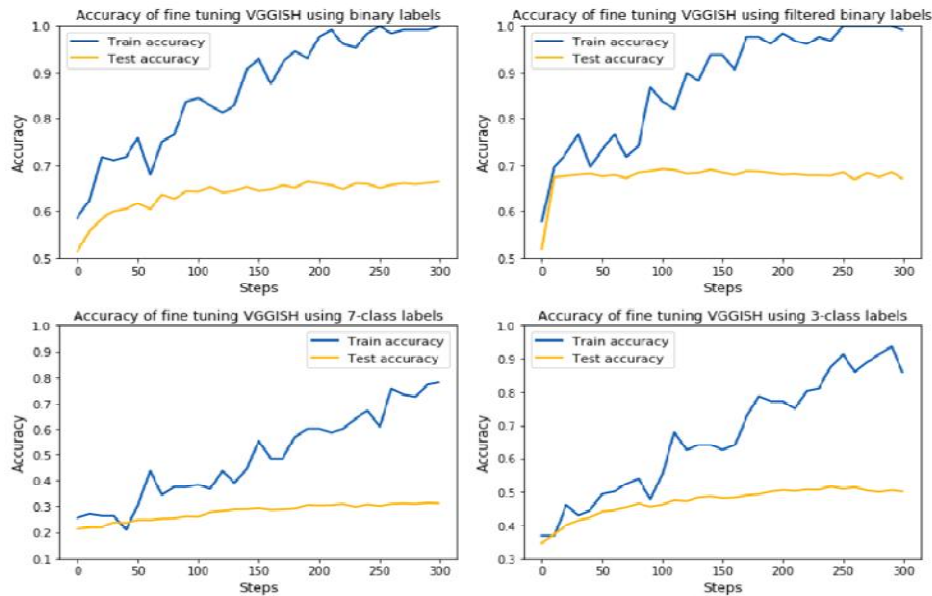 Accuracy of fine tuning VGGISH using binary labels
1.0
0.9
0.8
0.7
0.6
0.5
Accuracy
Train accuracy
Test accuracy
0
50
100
150
200
250
300
Steps
Accuracy of fine tuning VGGISH using filtered binary labels
1.0
0.9
0.8
0.7
0.6
0.5
Accuracy
Train accuracy
Test accuracy
0
50
100
150
200
250
300
Steps
Accuracy of fine tuning VGGISH using 7-class labels
1.0
0.9
0.8
0.7
0.6
0.5
0.4
0.3
0.2
0.1
Accuracy
Train accuracy
Test accuracy
0
50
100
150
200
250
300
Steps
Accuracy of fine tuning VGGISH using 3-class labels
1.0
0.9
0.8
0.7
0.6
0.5
0.4
0.3
Accuracy
Train accuracy
Test accuracy
0
50
100
150
200
250
300
Steps